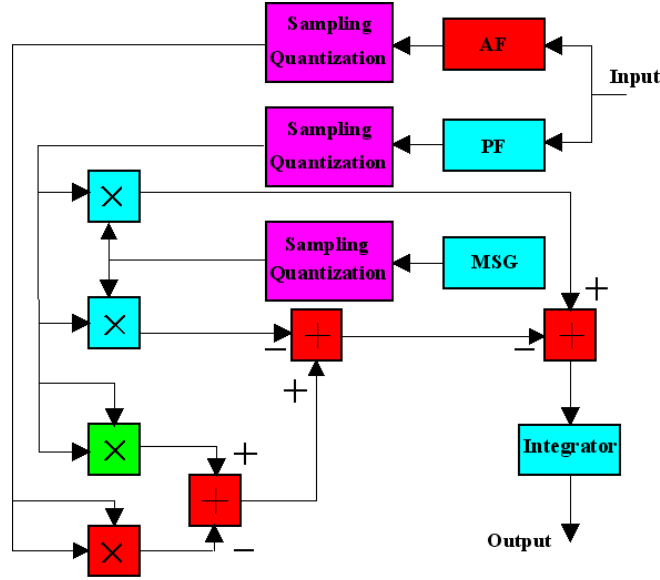 Sampling
Quantization
AF
Input
Sampling
Quantization
PF
×
Sampling
Quantization
MSG
+
×
−
+
−
+
+
×
+
+
Integrator
×
−
Output